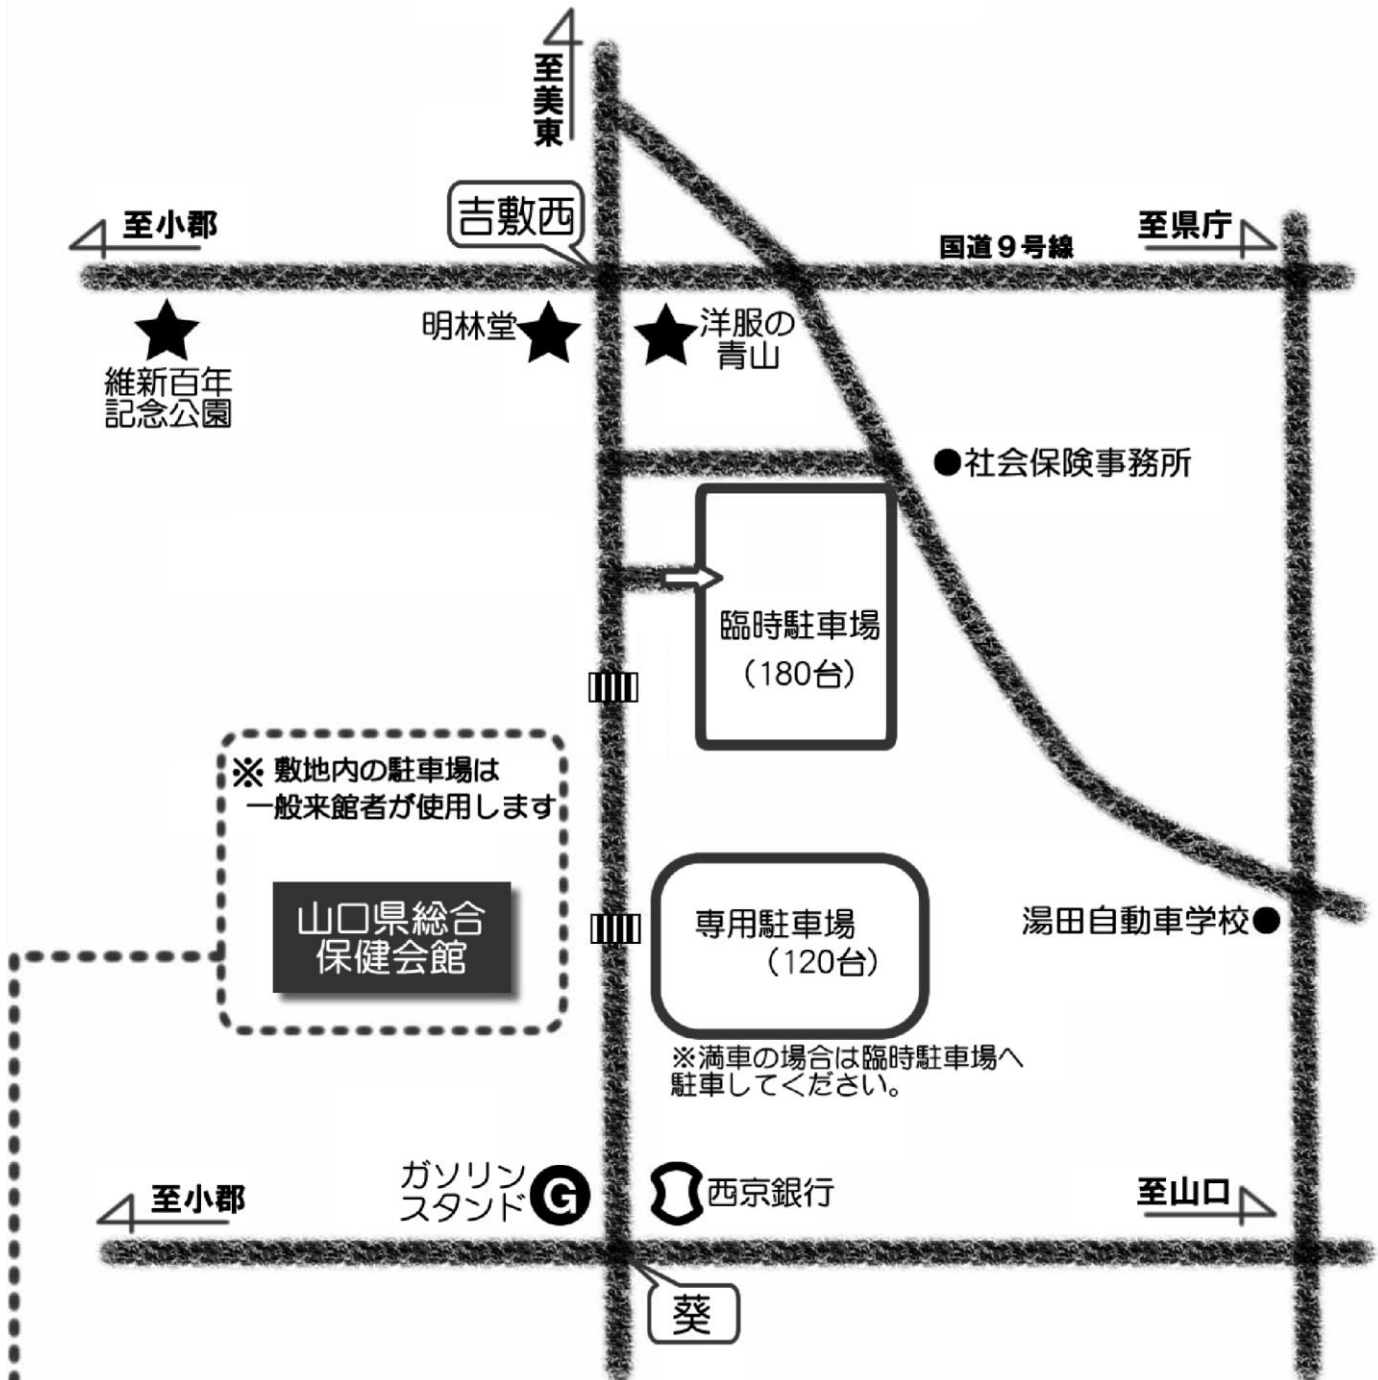 至美東
吉敷西
至小郡
国道9号線
至県庁
明林堂
洋服の
青山
維新百年
記念公園
●社会保険事務所
臨時駐車場
（180台）
※ 敷地内の駐車場は
一般来館者が使用します
山口県総合
保健会館
専用駐車場
（120台）
湯田自動車学校●
※満車の場合は臨時駐車場へ
駐車してください。
ガソリン
スタンド
G
西京銀行
至小郡
至山口
葵